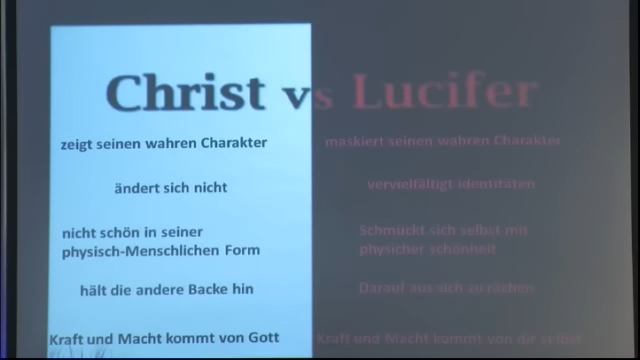 Christ vs Lucifer
zeigt seinen wahren Charakter
maskiert seinen wahren Charakter
ändert sich nicht
vervielfältigt identitäten
nicht schön in seiner
physisch-Menschlichen Form
Schmückt sich selbst mit
physicher schönheit
hält die andere Backe hin
Darauf aus sich zu rächen
Kraft und Macht kommt von Gott
Kraft und Macht kommt von dir selbst